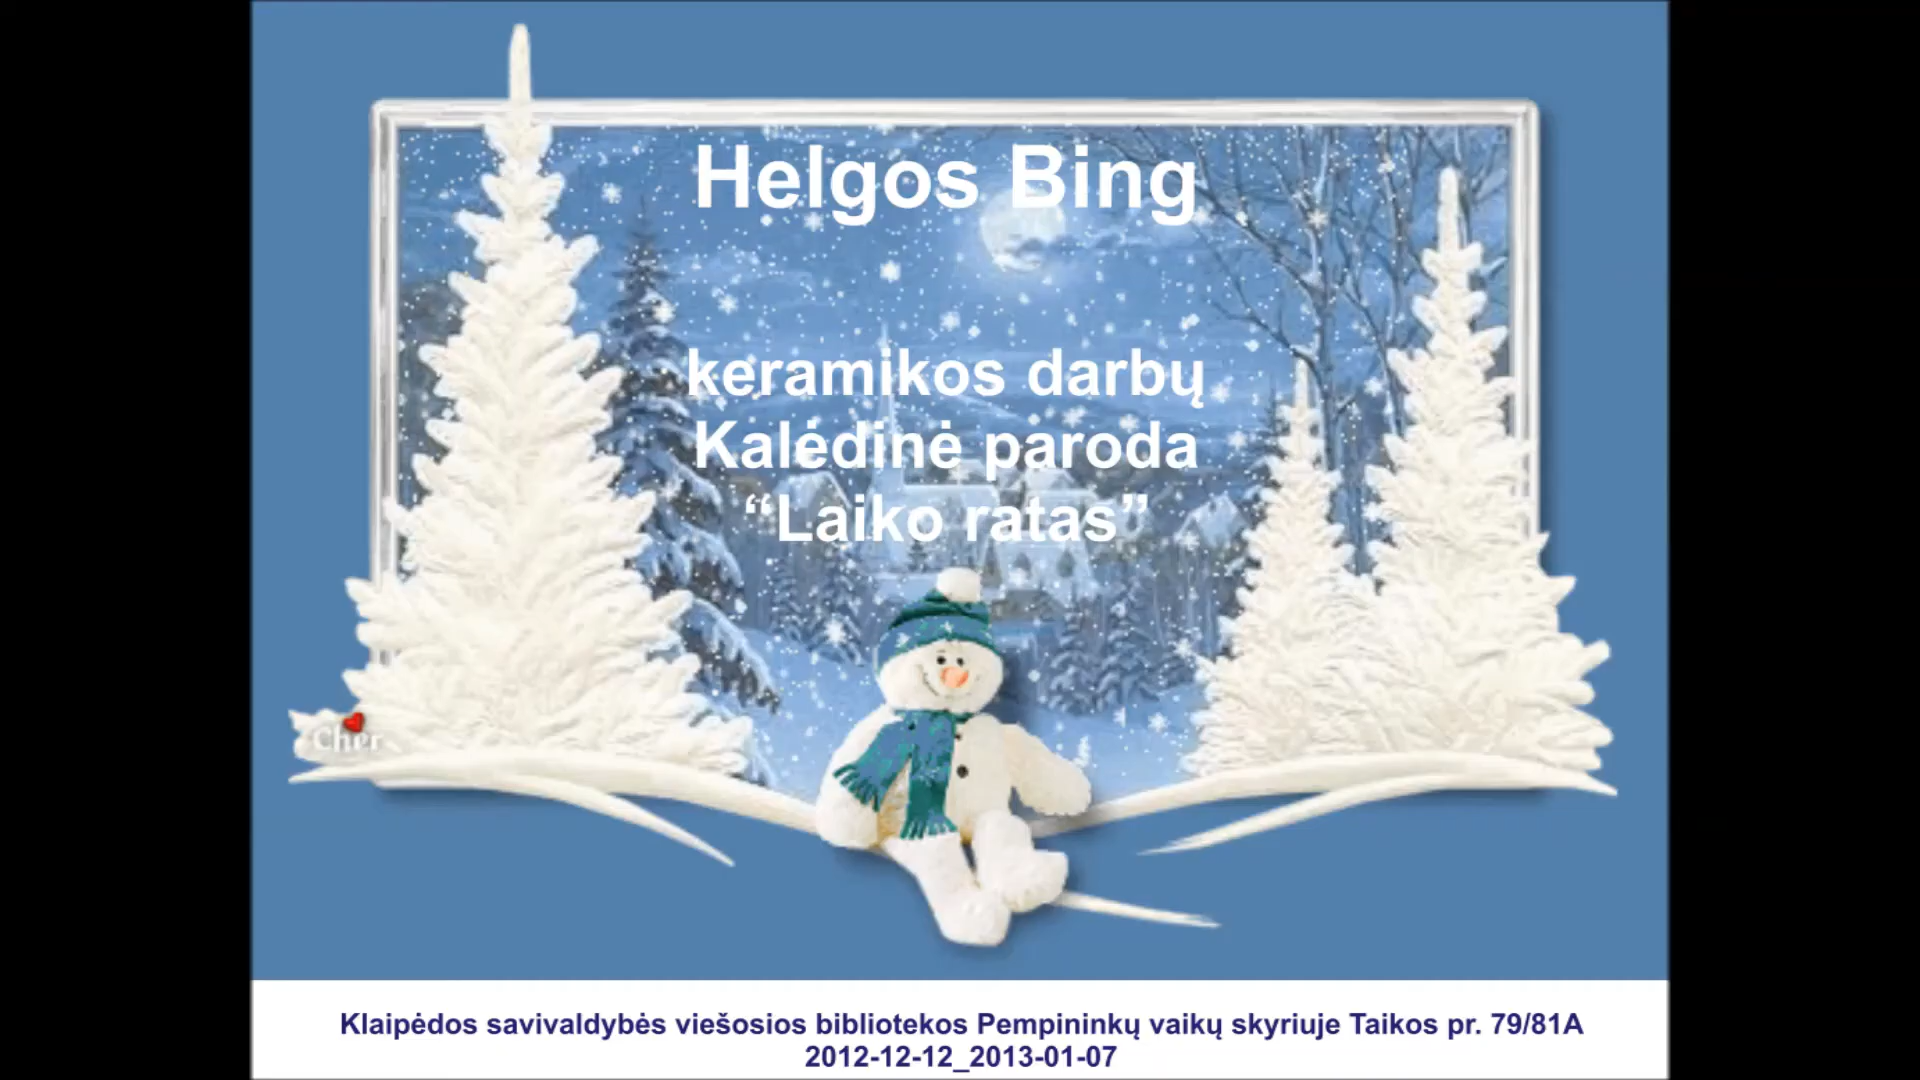 Helgos Bing
keramikos darbų
Kalėdinė paroda
“Laiko ratas”
Cher
Klaipėdos savivaldybės viešosios bibliotekos Pempininkų vaikų skyriuje Taikos pr. 79/81A
2012-12-12_2013-01-07